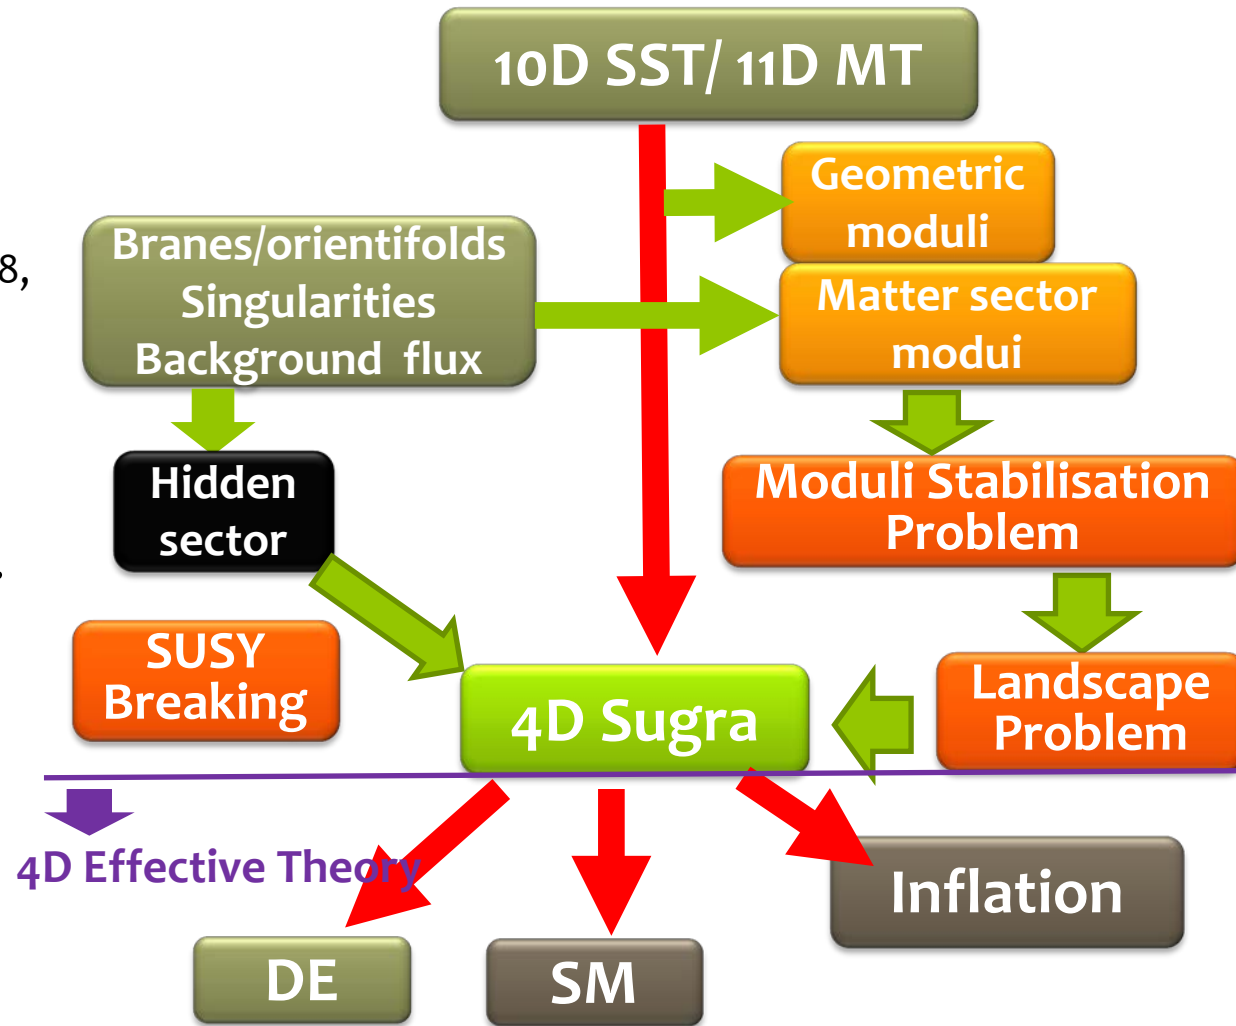 10D SST/ 11D MT
Geometric
moduli
Branes/orientifolds
Singularities
Background flux
8,
Matter sector
modui
Hidden
sector
Moduli Stabilisation
Problem
.
SUSY
Breaking
4D Sugra
Landscape
Problem
4D Effective Theory
Inflation
DE
SM